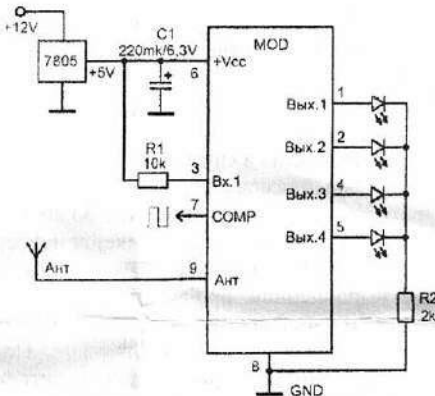 +12V
7805
+5V
C1
220mk/6,3V
6
+Vcc
MOD
1
Вых.1
2
Вых.2
R1
10k
3
Вх.1
4
Вых.3
7
COMP
5
Вых.4
Ант
9
Ант
R2
2k
8
GND